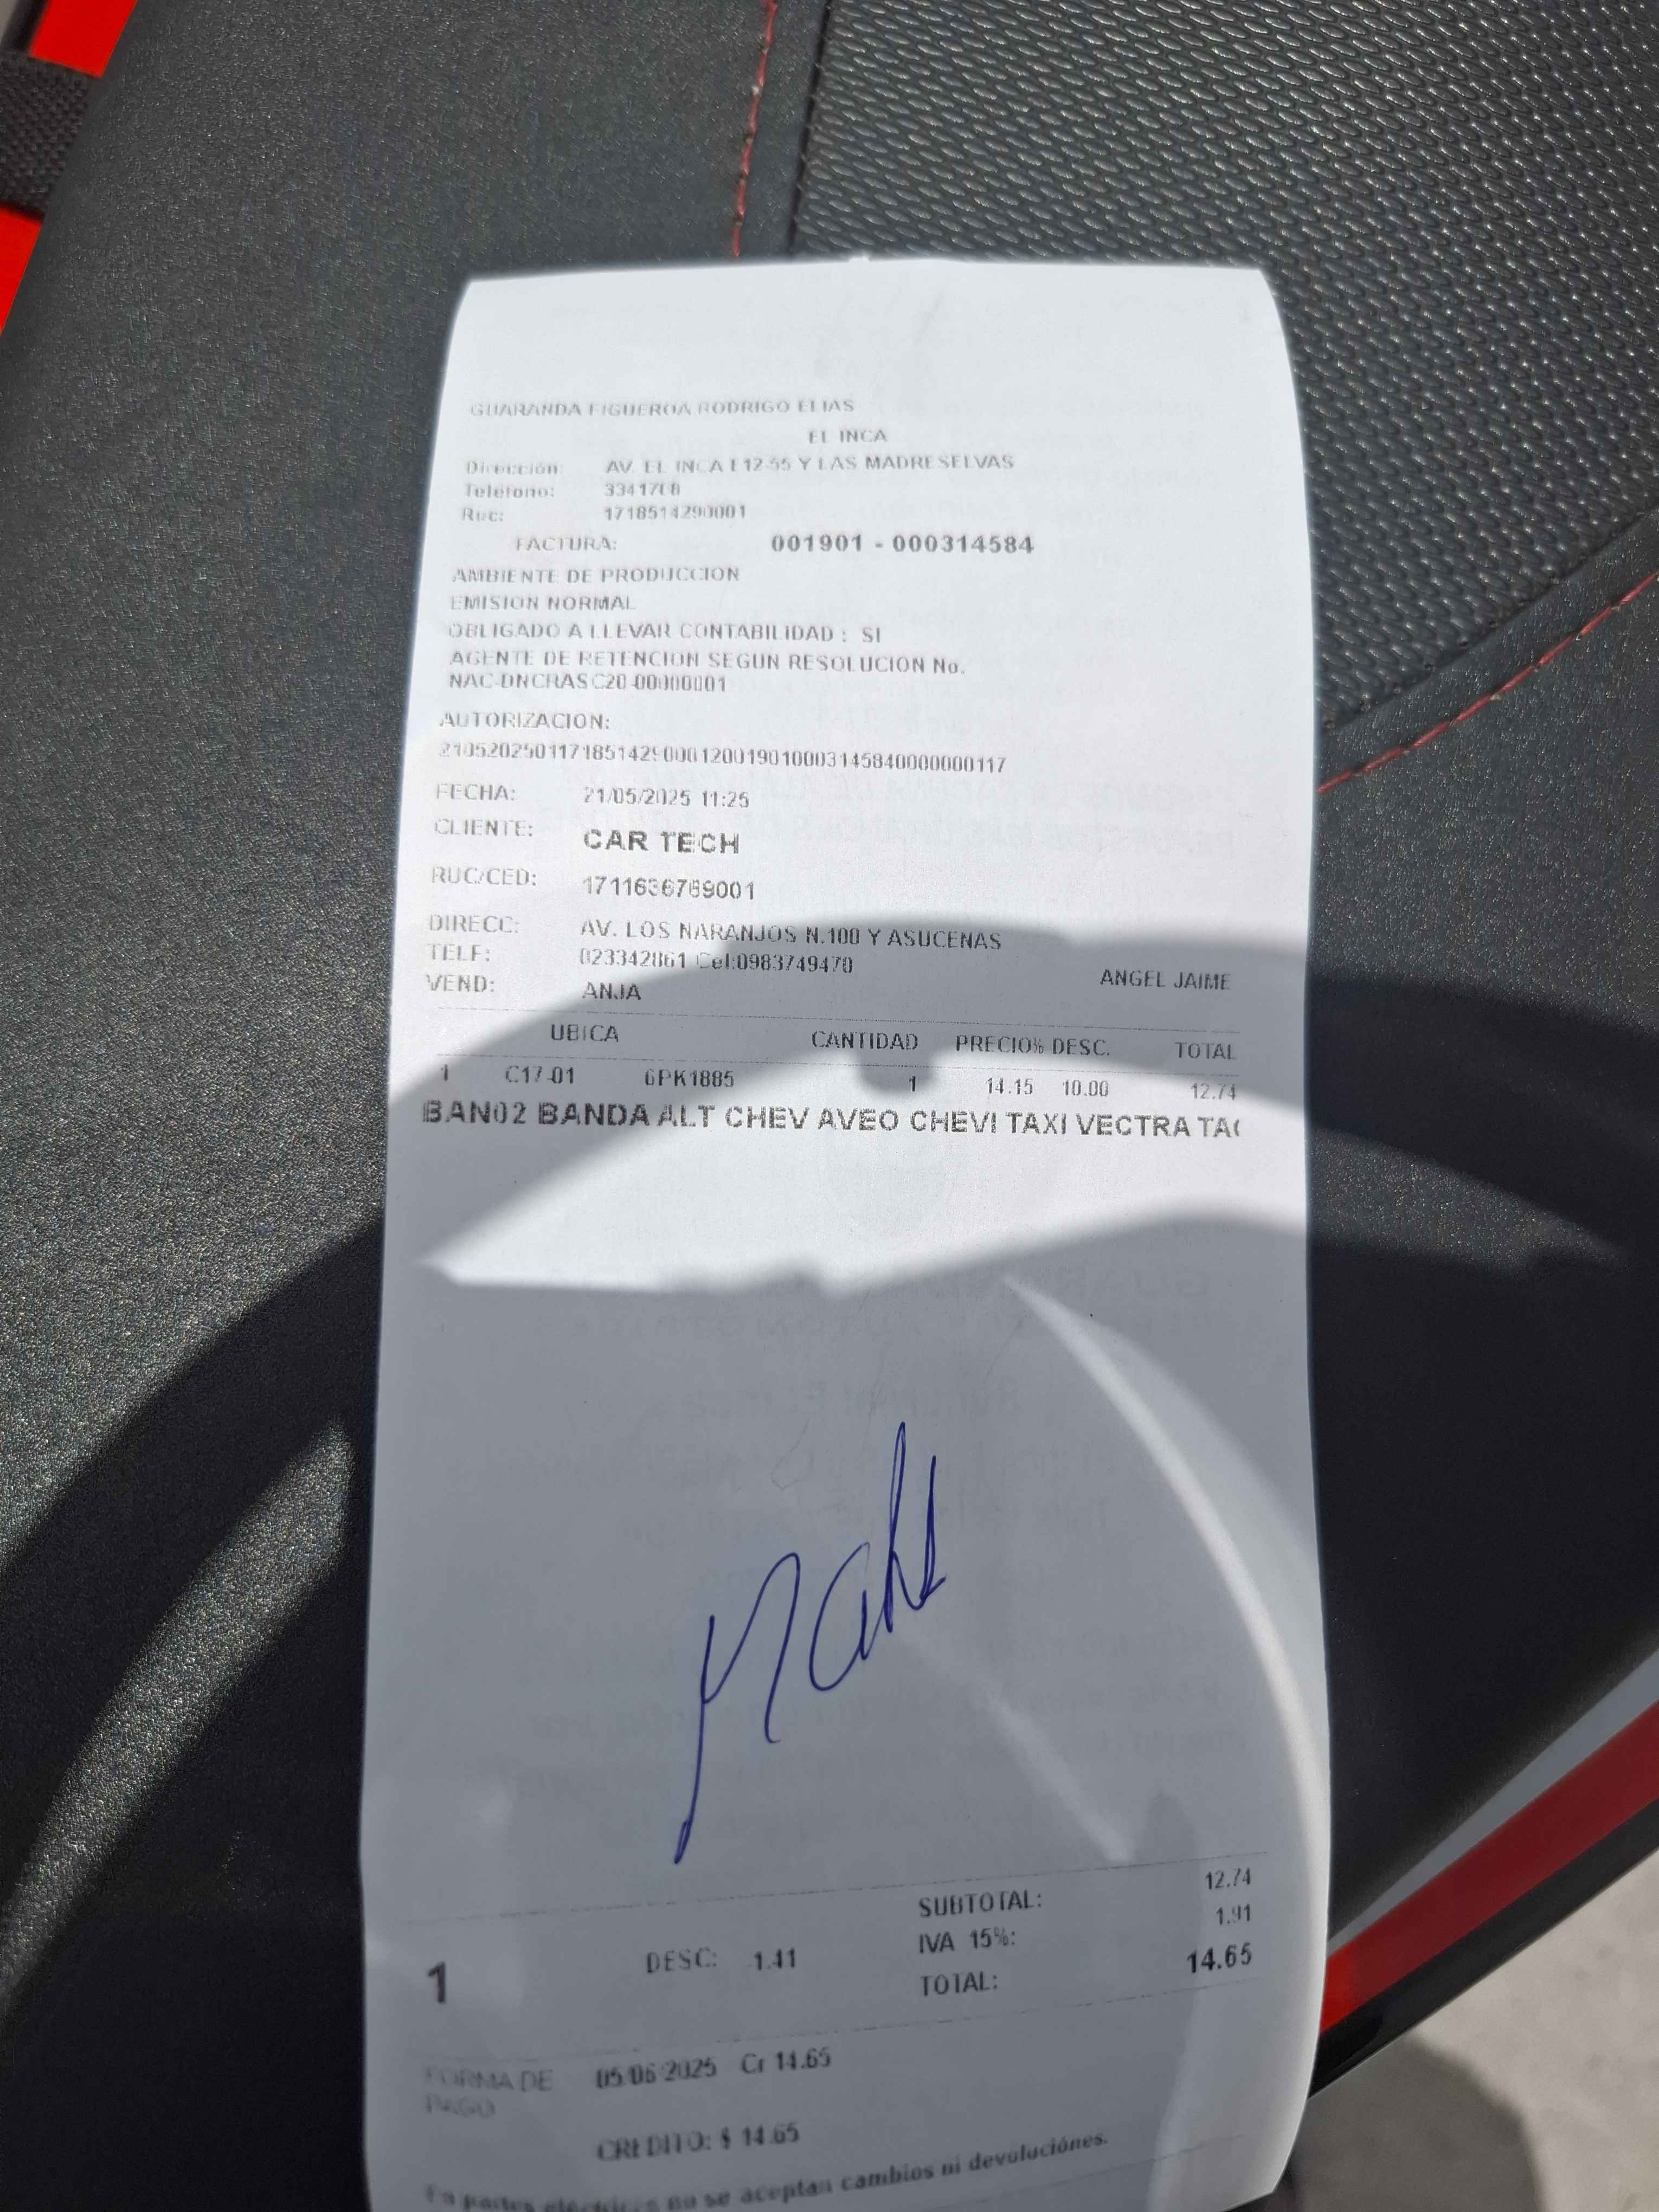 GUARANDA FIGUEROA RODRIGO ELIAS
EL INCA
Dirección: AV. EL INCA E12-55 Y LAS MADRESELVAS
Teléfono:
Ruc: 1718514290001
FACTURA: 001901 - 000314584
AMBIENTE DE PRODUCCION
EMISION NORMAL
OBLIGADO A LLEVAR CONTABILIDAD : SI
AGENTE DE RETENCION SEGUN RESOLUCION No.
NAC-DNCRASC20-00000001
AUTORIZACION:
2105202501171851429000120019010003145840000000117
FECHA: 21/05/2025 11:25
CLIENTE: CAR TECH
RUC/CED: 1711636789001
DIRECC: AV. LOS NARANJOS N.100 Y ASUCENAS
TELF: 023342861 Cel:0983749470
VEND: ANJA ANGEL JAIME
UBICA CANTIDAD PRECIO % DESC. TOTAL
1 C17-01 6PK1885 1 14.15 10.00 12.74
BAN02 BANDA ALT CHEV AVEO CHEVI TAXI VECTRA TAC
SUBTOTAL: 12.74
1 DESC: 1.41 IVA 15%: 1.91
TOTAL: 14.65
FORMA DE PAGO 05/06/2025 Cr 14.65
CREDITO: $ 14.65
En partes eléctricas no se aceptan cambios ni devoluciónes.